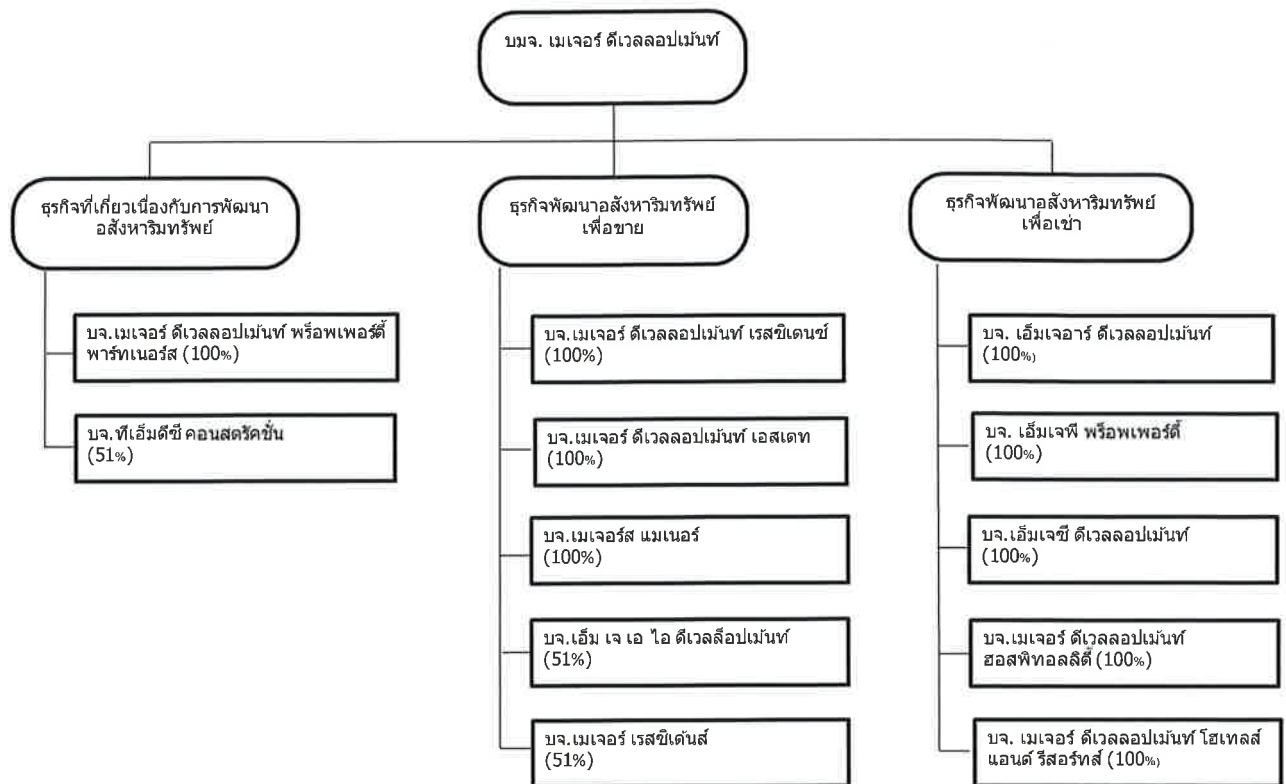 บมจ. เมเจอร์ ดีเวลลอปเม้นท์
ธุรกิจที่เกี่ยวเนื่องกับการพัฒนา
อสังหาริมทรัพย์
บจ.เมเจอร์ ดีเวลลอปเม้นท์ พร็อพเพอร์ตี้
พาร์ทเนอร์ส (100%)
บจ.ทีเอ็มดีซี คอนสตรัคชั่น
(51%)
ธุรกิจพัฒนาอสังหาริมทรัพย์
เพื่อขาย
บจ.เมเจอร์ ดีเวลลอปเม้นท์ เรสซิเดนซ์
(100%)
บจ.เมเจอร์ ดีเวลลอปเม้นท์ เอสเตท
(100%)
บจ.เมเจอร์ส แมเนอร์
(100%)
บจ.เอ็ม เจ เอ ไอ ดีเวลล็อปเม้นท์
(51%)
บจ.เมเจอร์ เรสซิเด้นส์
(51%)
ธุรกิจพัฒนาอสังหาริมทรัพย์
เพื่อเช่า
บจ. เอ็มเจอาร์ ดีเวลลอปเม้นท์
(100%)
บจ. เอ็มเจพี พร็อพเพอร์ตี้
(100%)
บจ.เอ็มเจซี ดีเวลลอปเม้นท์
(100%)
บจ.เมเจอร์ ดีเวลลอปเม้นท์
ฮอสพิทอลลิตี้ (100%)
บจ. เมเจอร์ ดีเวลลอปเม้นท์ โฮเทลส์
แอนด์ รีสอร์ทส์ (100%)